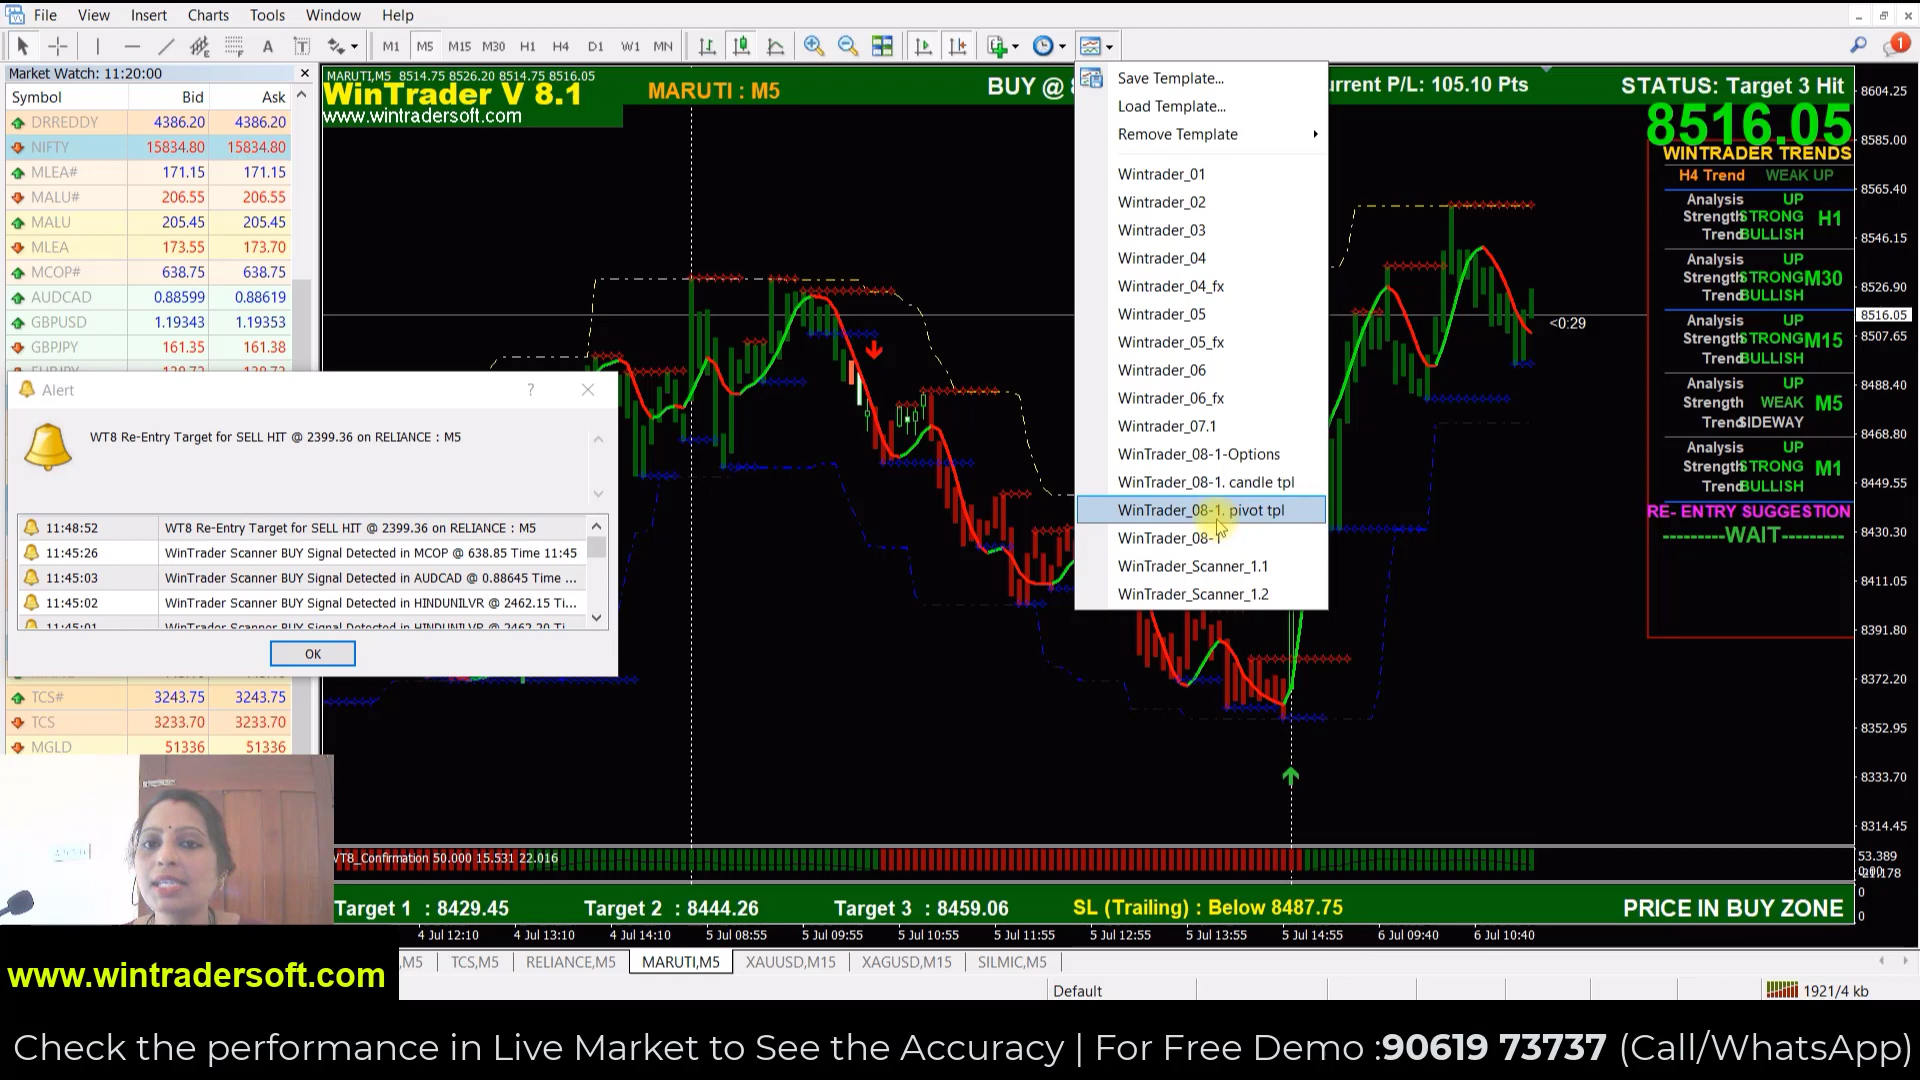 File View Insert Charts Tools Window Help
M1 M5 M15 M30 H1 H4 D1 W1 MN
1
Market Watch: 11:20:00
Symbol Bid Ask
DRREDDY 4386.20 4386.20
NIFTY 15834.80 15834.80
MLEA# 171.15 171.15
MALU# 206.55 206.55
MALU 205.45 205.45
MLEA 173.55 173.70
MCOP# 638.75 638.75
AUDCAD 0.88599 0.88619
GBPUSD 1.19343 1.19353
GBPJPY 161.35 161.38
Alert ?
WT8 Re-Entry Target for SELL HIT @ 2399.36 on RELIANCE : M5
11:48:52 WT8 Re-Entry Target for SELL HIT @ 2399.36 on RELIANCE : M5
11:45:26 WinTrader Scanner BUY Signal Detected in MCOP @ 638.85 Time 11:45
11:45:03 WinTrader Scanner BUY Signal Detected in AUDCAD @ 0.88645 Time ...
11:45:02 WinTrader Scanner BUY Signal Detected in HINDUNILVR @ 2462.15 Ti...
11:45:01 WinTrader Scanner BUY Signal Detected in HINDUNILVR @ 2462.20 Ti...
OK
TCS# 3243.75 3243.75
TCS 3233.70 3233.70
MGLD 51336 51336
MARUTI,M5 8514.75 8526.20 8514.75 8516.05
WinTrader V 8.1
www.wintradersoft.com
MARUTI : M5
BUY @
urrent P/L: 105.10 Pts
STATUS: Target 3 Hit
8516.05
Save Template...
Load Template...
Remove Template
Wintrader_01
Wintrader_02
Wintrader_03
Wintrader_04
Wintrader_04_fx
Wintrader_05
Wintrader_05_fx
Wintrader_06
Wintrader_06_fx
Wintrader_07.1
WinTrader_08-1-Options
WinTrader_08-1. candle tpl
WinTrader_08-1. pivot tpl
WinTrader_08-1
WinTrader_Scanner_1.1
WinTrader_Scanner_1.2
<0:29
WINTRADER TRENDS
H4 Trend WEAK UP
Analysis UP
Strength STRONG H1
Trend BULLISH
Analysis UP
Strength STRONG M30
Trend BULLISH
Analysis UP
Strength STRONG M15
Trend BULLISH
Analysis UP
Strength WEAK M5
Trend SIDEWAY
Analysis UP
Strength STRONG M1
Trend BULLISH
RE- ENTRY SUGGESTION
---------WAIT---------
8604.25
8585.00
8565.40
8546.15
8526.90
8516.05
8507.65
8488.40
8468.80
8449.55
8430.30
8411.05
8391.80
8372.20
8352.95
8333.70
8314.45
53.389
0
0
WT8_Confirmation 50.000 15.531 22.016
Target 1 : 8429.45 Target 2 : 8444.26 Target 3 : 8459.06 SL (Trailing) : Below 8487.75 PRICE IN BUY ZONE
4 Jul 12:10 4 Jul 13:10 4 Jul 14:10 5 Jul 08:55 5 Jul 09:55 5 Jul 10:55 5 Jul 11:55 5 Jul 12:55 5 Jul 13:55 5 Jul 14:55 6 Jul 09:40 6 Jul 10:40
,M5 TCS,M5 RELIANCE,M5 MARUTI,M5 XAUUSD,M15 XAGUSD,M15 SILMIC,M5
www.wintradersoft.com
Default 1921/4 kb
Check the performance in Live Market to See the Accuracy | For Free Demo :90619 73737 (Call/WhatsApp)